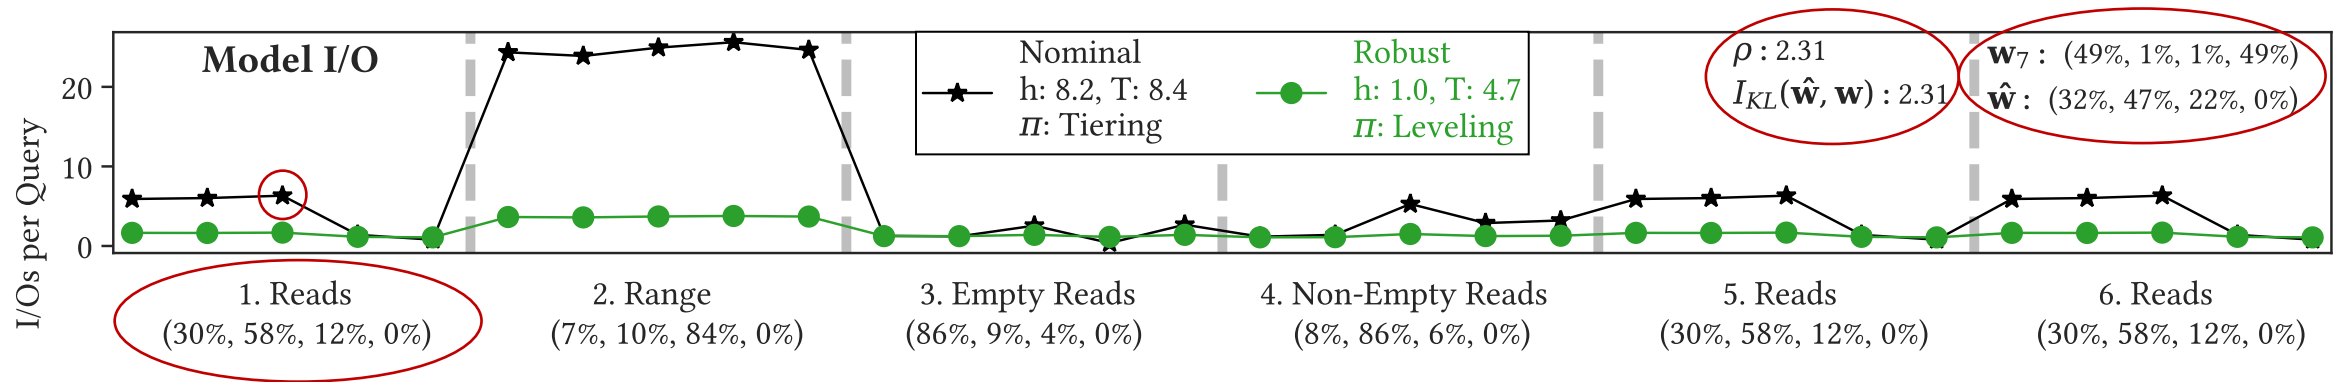 Model I/O
I/Os per Query
20
10
0
Nominal
h: 8.2, T: 8.4
π: Tiering
Robust
h: 1.0, T: 4.7
π: Leveling
ρ : 2.31
I_KL(ŵ, w) : 2.31
w₇ : (49%, 1%, 1%, 49%)
ŵ : (32%, 47%, 22%, 0%)
1. Reads
(30%, 58%, 12%, 0%)
2. Range
(7%, 10%, 84%, 0%)
3. Empty Reads
(86%, 9%, 4%, 0%)
4. Non-Empty Reads
(8%, 86%, 6%, 0%)
5. Reads
(30%, 58%, 12%, 0%)
6. Reads
(30%, 58%, 12%, 0%)